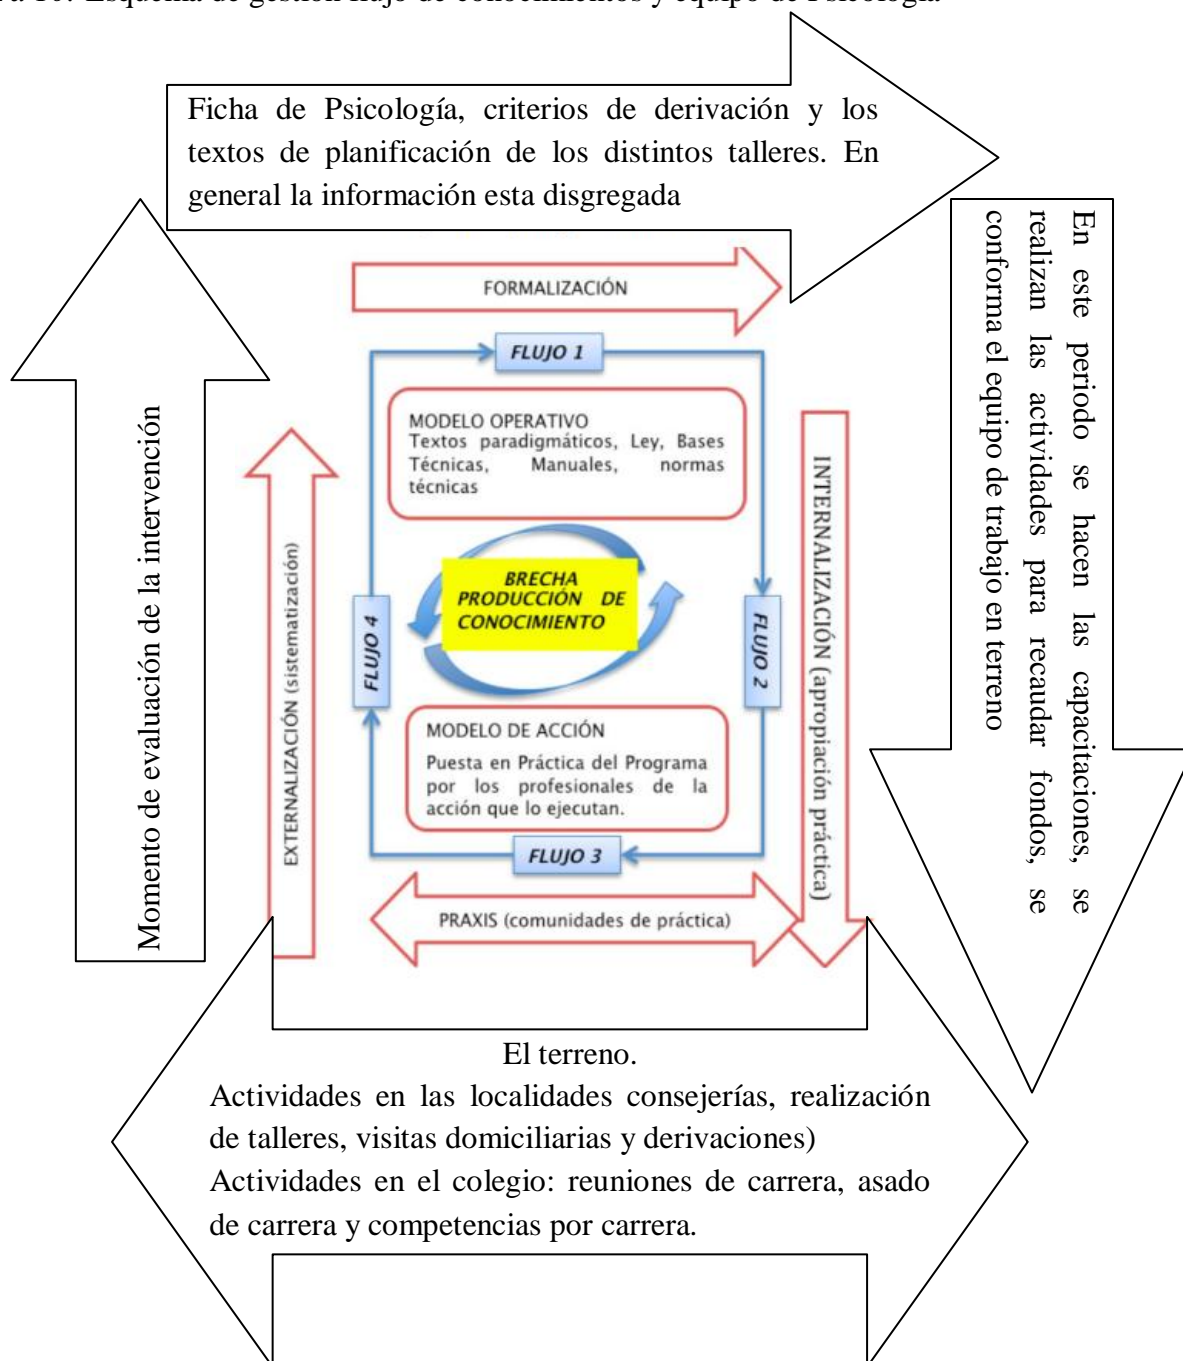 Esquema de gestión flujo de conocimientos y equipo de Psicología
Ficha de Psicología, criterios de derivación y los
textos de planificación de los distintos talleres. En
general la información esta disgregada
En este periodo se hacen las capacitaciones, se
realizan las actividades para recaudar fondos, se
conforma el equipo de trabajo en terreno
Momento de evaluación de la intervención
FORMALIZACIÓN
FLUJO 1
MODELO OPERATIVO
Textos paradigmáticos, Ley, Bases
Técnicas, Manuales, normas
técnicas
EXTERNALIZACIÓN (sistematización)
INTERNALIZACIÓN (apropiación práctica)
BRECHA
PRODUCCIÓN DE
CONOCIMIENTO
FLUJO 4
FLUJO 2
MODELO DE ACCIÓN
Puesta en Práctica del Programa
por los profesionales de la
acción que lo ejecutan.
FLUJO 3
PRAXIS (comunidades de práctica)
El terreno.
Actividades en las localidades consejerías, realización
de talleres, visitas domiciliarias y derivaciones)
Actividades en el colegio: reuniones de carrera, asado
de carrera y competencias por carrera.